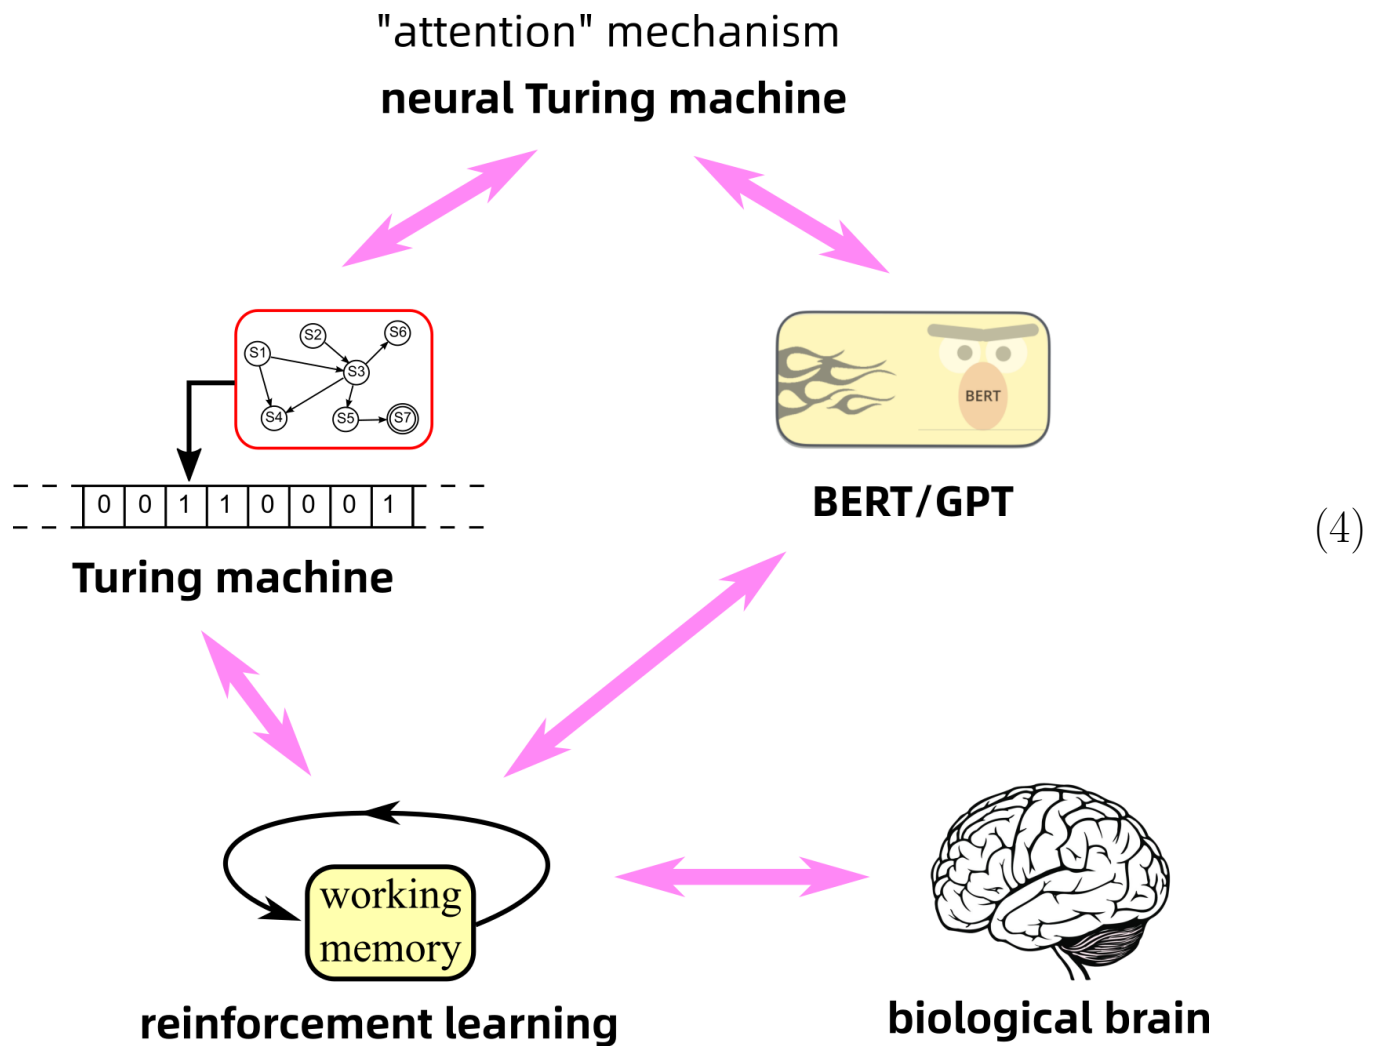 "attention" mechanism
neural Turing machine
S1
S2
S6
S3
S4
S5
S7
BERT
0 0 1 1 0 0 0 1
BERT/GPT
(4)
Turing machine
working
memory
reinforcement learning
biological brain